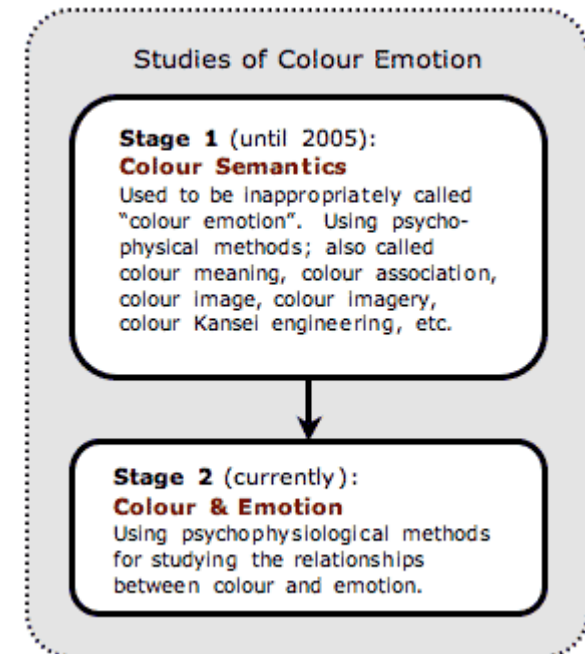 Studies of Colour Emotion
Stage 1 (until 2005):
Colour Semantics
Used to be inappropriately called
“colour emotion”. Using psycho-
physical methods; also called
colour meaning, colour association,
colour image, colour imagery,
colour Kansei engineering, etc.
Stage 2 (currently):
Colour & Emotion
Using psychophysiological methods
for studying the relationships
between colour and emotion.